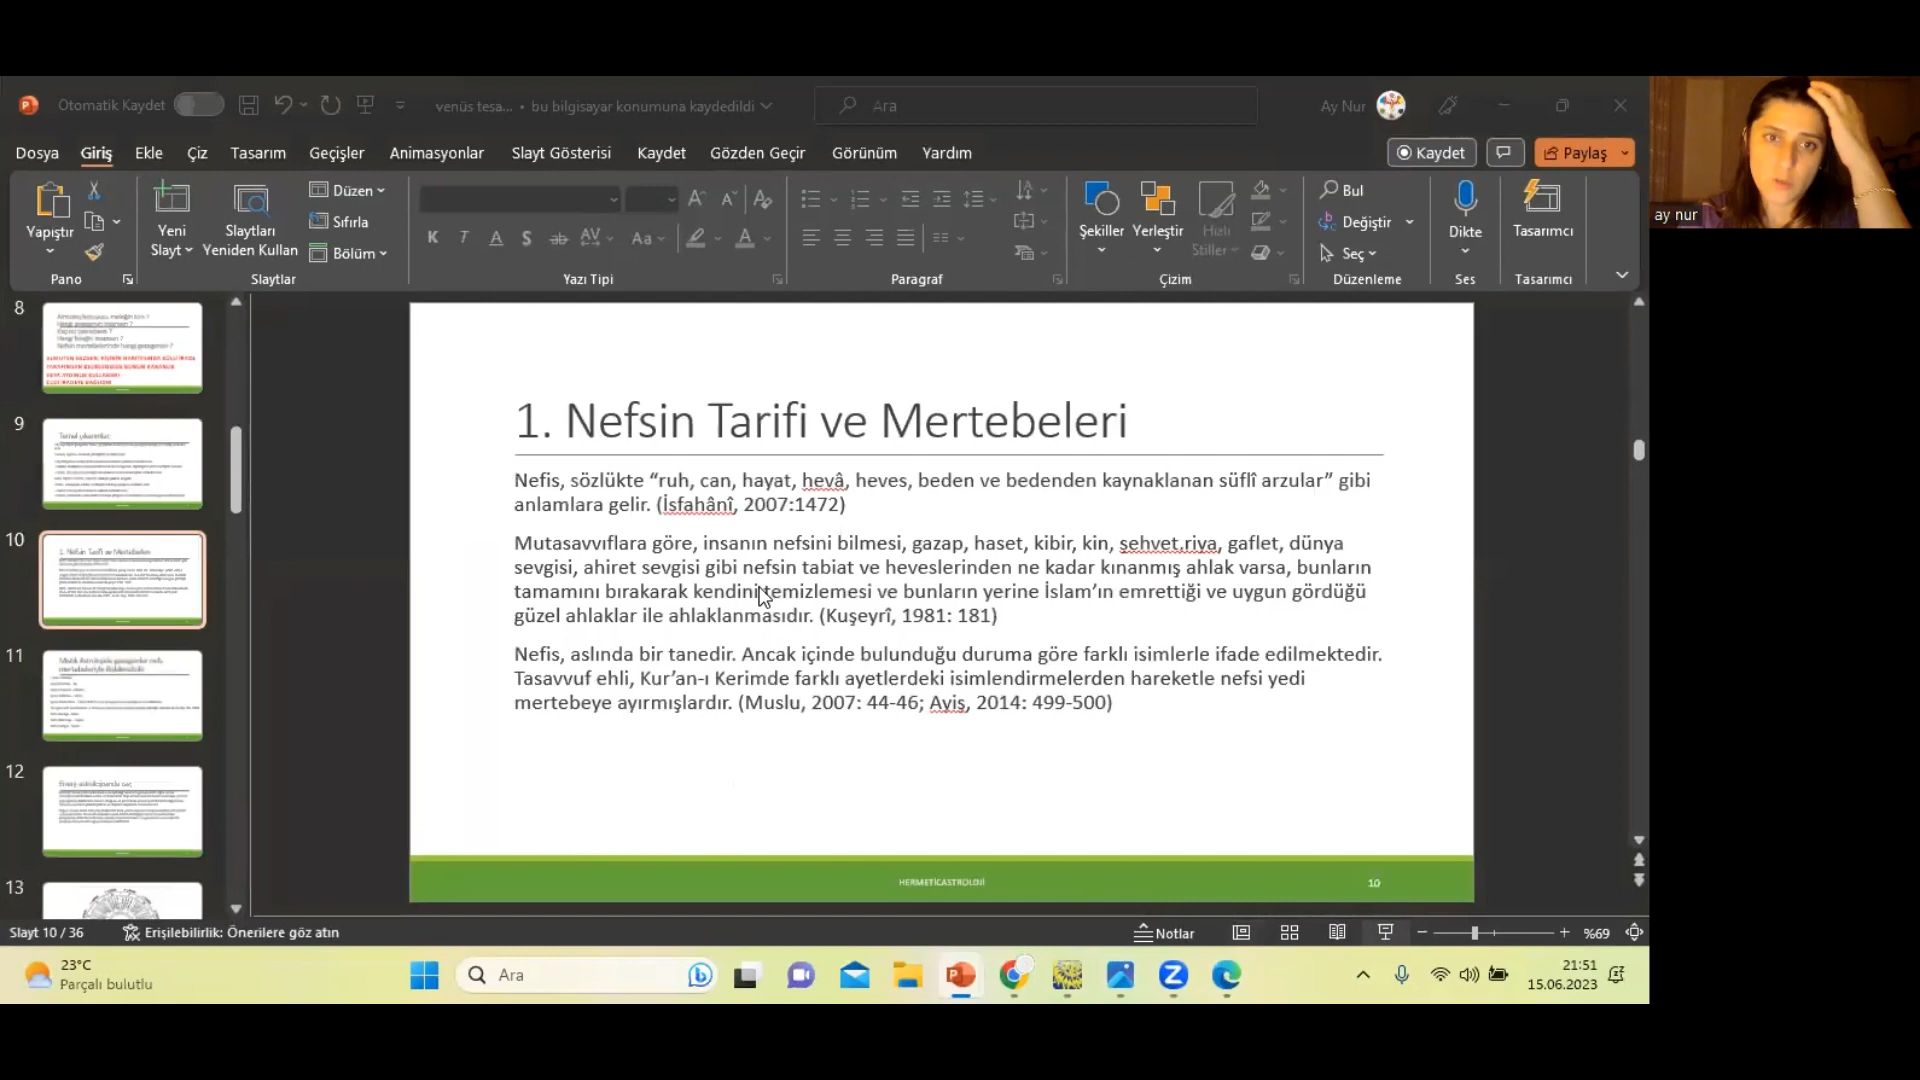 Otomatik Kaydet
venüs tesa... • bu bilgisayar konumuna kaydedildi
Ara
Ay Nur
Dosya Giriş Ekle Çiz Tasarım Geçişler Animasyonlar Slayt Gösterisi Kaydet Gözden Geçir Görünüm Yardım
Kaydet
Paylaş
ay nur
Yapıştır
Yeni Slayt
Slaytları Yeniden Kullan
Düzen
Sıfırla
Bölüm
Şekiller
Yerleştir
Hızlı Stiller
Bul
Değiştir
Seç
Dikte
Tasarımcı
Pano Slaytlar Yazı Tipi Paragraf Çizim Düzenleme Ses Tasarımcı
8
9
10
11
12
13
1. Nefsin Tarifi ve Mertebeleri
Nefis, sözlükte “ruh, can, hayat, hevâ, heves, beden ve bedenden kaynaklanan süflî arzular” gibi
anlamlara gelir. (İsfahânî, 2007:1472)
Mutasavvıflara göre, insanın nefsini bilmesi, gazap, haset, kibir, kin, şehvet,riya, gaflet, dünya
sevgisi, ahiret sevgisi gibi nefsin tabiat ve heveslerinden ne kadar kınanmış ahlak varsa, bunların
tamamını bırakarak kendini temizlemesi ve bunların yerine İslam’ın emrettiği ve uygun gördüğü
güzel ahlaklar ile ahlaklanmasıdır. (Kuşeyrî, 1981: 181)
Nefis, aslında bir tanedir. Ancak içinde bulunduğu duruma göre farklı isimlerle ifade edilmektedir.
Tasavvuf ehli, Kur’an-ı Kerimde farklı ayetlerdeki isimlendirmelerden hareketle nefsi yedi
mertebeye ayırmışlardır. (Muslu, 2007: 44-46; Ayiş, 2014: 499-500)
HERMETİCASTROLOJİ
10
Slayt 10 / 36
Erişilebilirlik: Önerilere göz atın
Notlar
%69
23°C
Parçalı bulutlu
Ara
21:51
15.06.2023